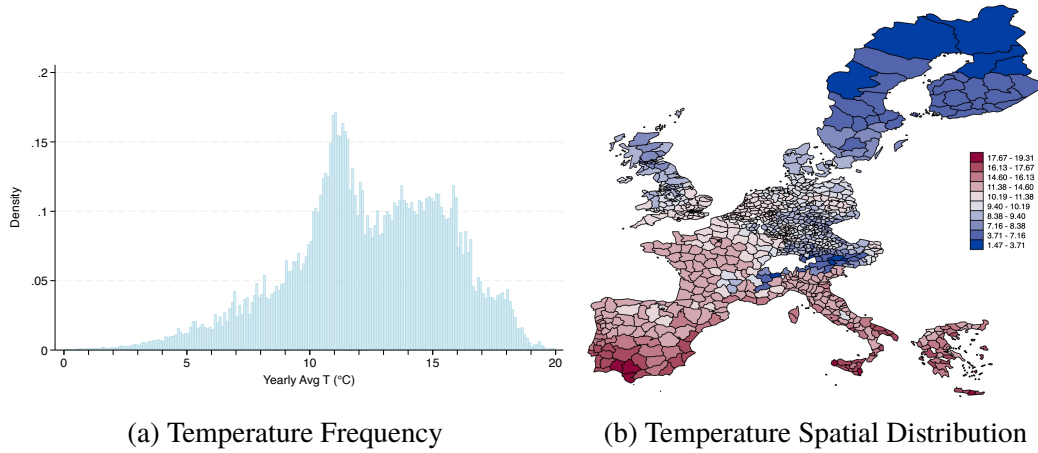 .2
.15
.1
.05
0
Density
0 5 10 15 20
Yearly Avg T (°C)
(a) Temperature Frequency
17.67 - 19.31
16.13 - 17.67
14.60 - 16.13
11.38 - 14.60
10.19 - 11.38
9.40 - 10.19
8.38 - 9.40
7.16 - 8.38
3.71 - 7.16
1.47 - 3.71
(b) Temperature Spatial Distribution